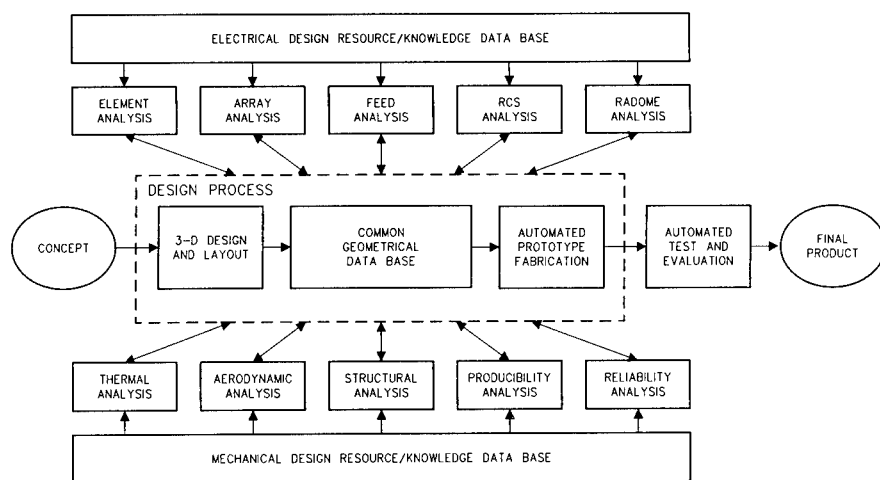 ELECTRICAL DESIGN RESOURCE/KNOWLEDGE DATA BASE
ELEMENT
ANALYSIS
ARRAY
ANALYSIS
FEED
ANALYSIS
RCS
ANALYSIS
RADOME
ANALYSIS
DESIGN PROCESS
CONCEPT
3-D DESIGN
AND LAYOUT
COMMON
GEOMETRICAL
DATA BASE
AUTOMATED
PROTOTYPE
FABRICATION
AUTOMATED
TEST AND
EVALUATION
FINAL
PRODUCT
THERMAL
ANALYSIS
AERODYNAMIC
ANALYSIS
STRUCTURAL
ANALYSIS
PRODUCIBILITY
ANALYSIS
RELIABILITY
ANALYSIS
MECHANICAL DESIGN RESOURCE/KNOWLEDGE DATA BASE